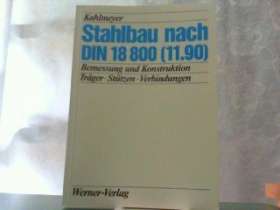 Kahlmeyer
Stahlbau nach
DIN 18 800 (11.90)
Bemessung und Konstruktion
Träger · Stützen · Verbindungen
Werner-Verlag